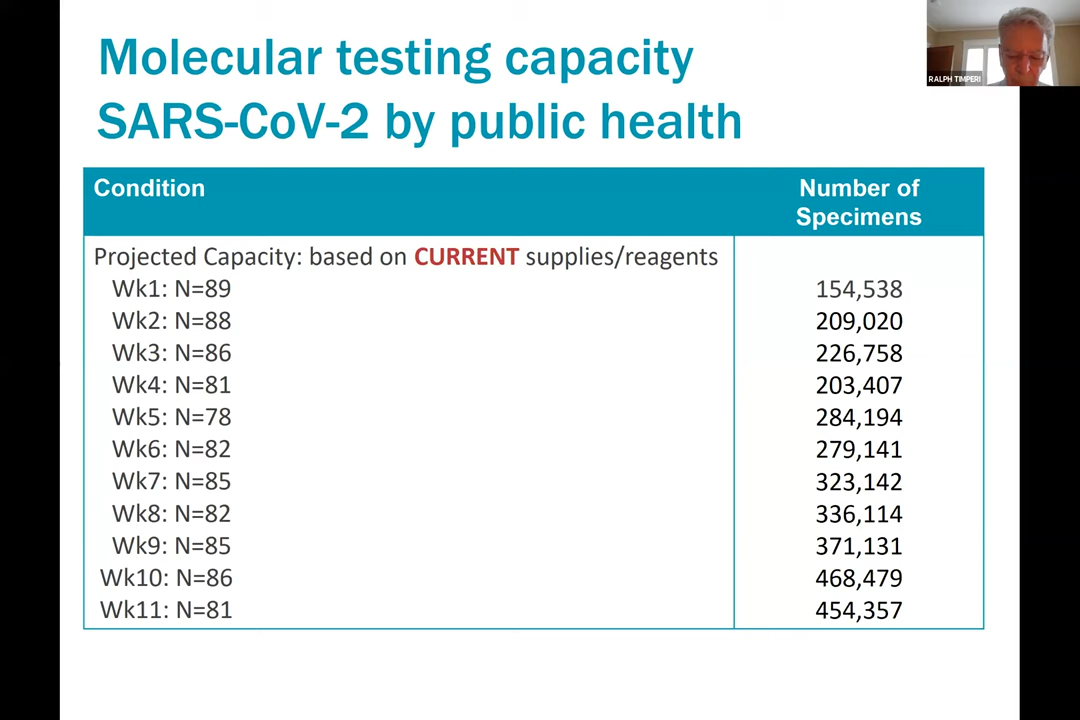 Molecular testing capacity
SARS-CoV-2 by public health
RALPH TIMPERI
Condition
Number of
Specimens
Projected Capacity: based on CURRENT supplies/reagents
Wk1: N=89 154,538
Wk2: N=88 209,020
Wk3: N=86 226,758
Wk4: N=81 203,407
Wk5: N=78 284,194
Wk6: N=82 279,141
Wk7: N=85 323,142
Wk8: N=82 336,114
Wk9: N=85 371,131
Wk10: N=86 468,479
Wk11: N=81 454,357